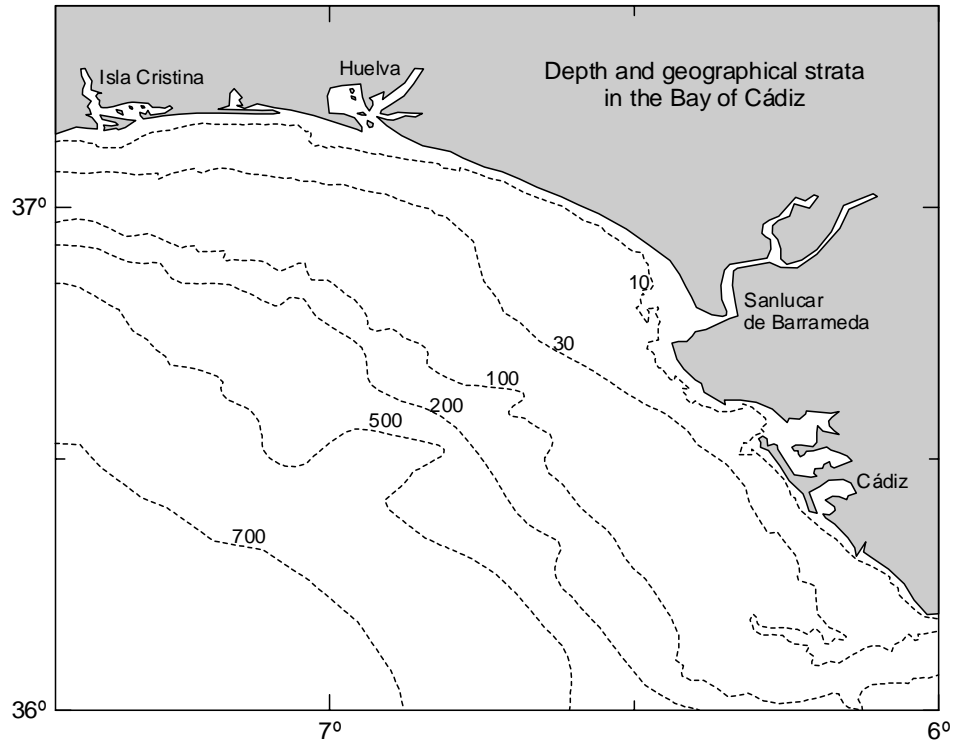 Isla Cristina
Huelva
Depth and geographical strata
in the Bay of Cádiz
37º
10
Sanlucar
de Barrameda
30
100
200
500
Cádiz
700
36º
7º
6º